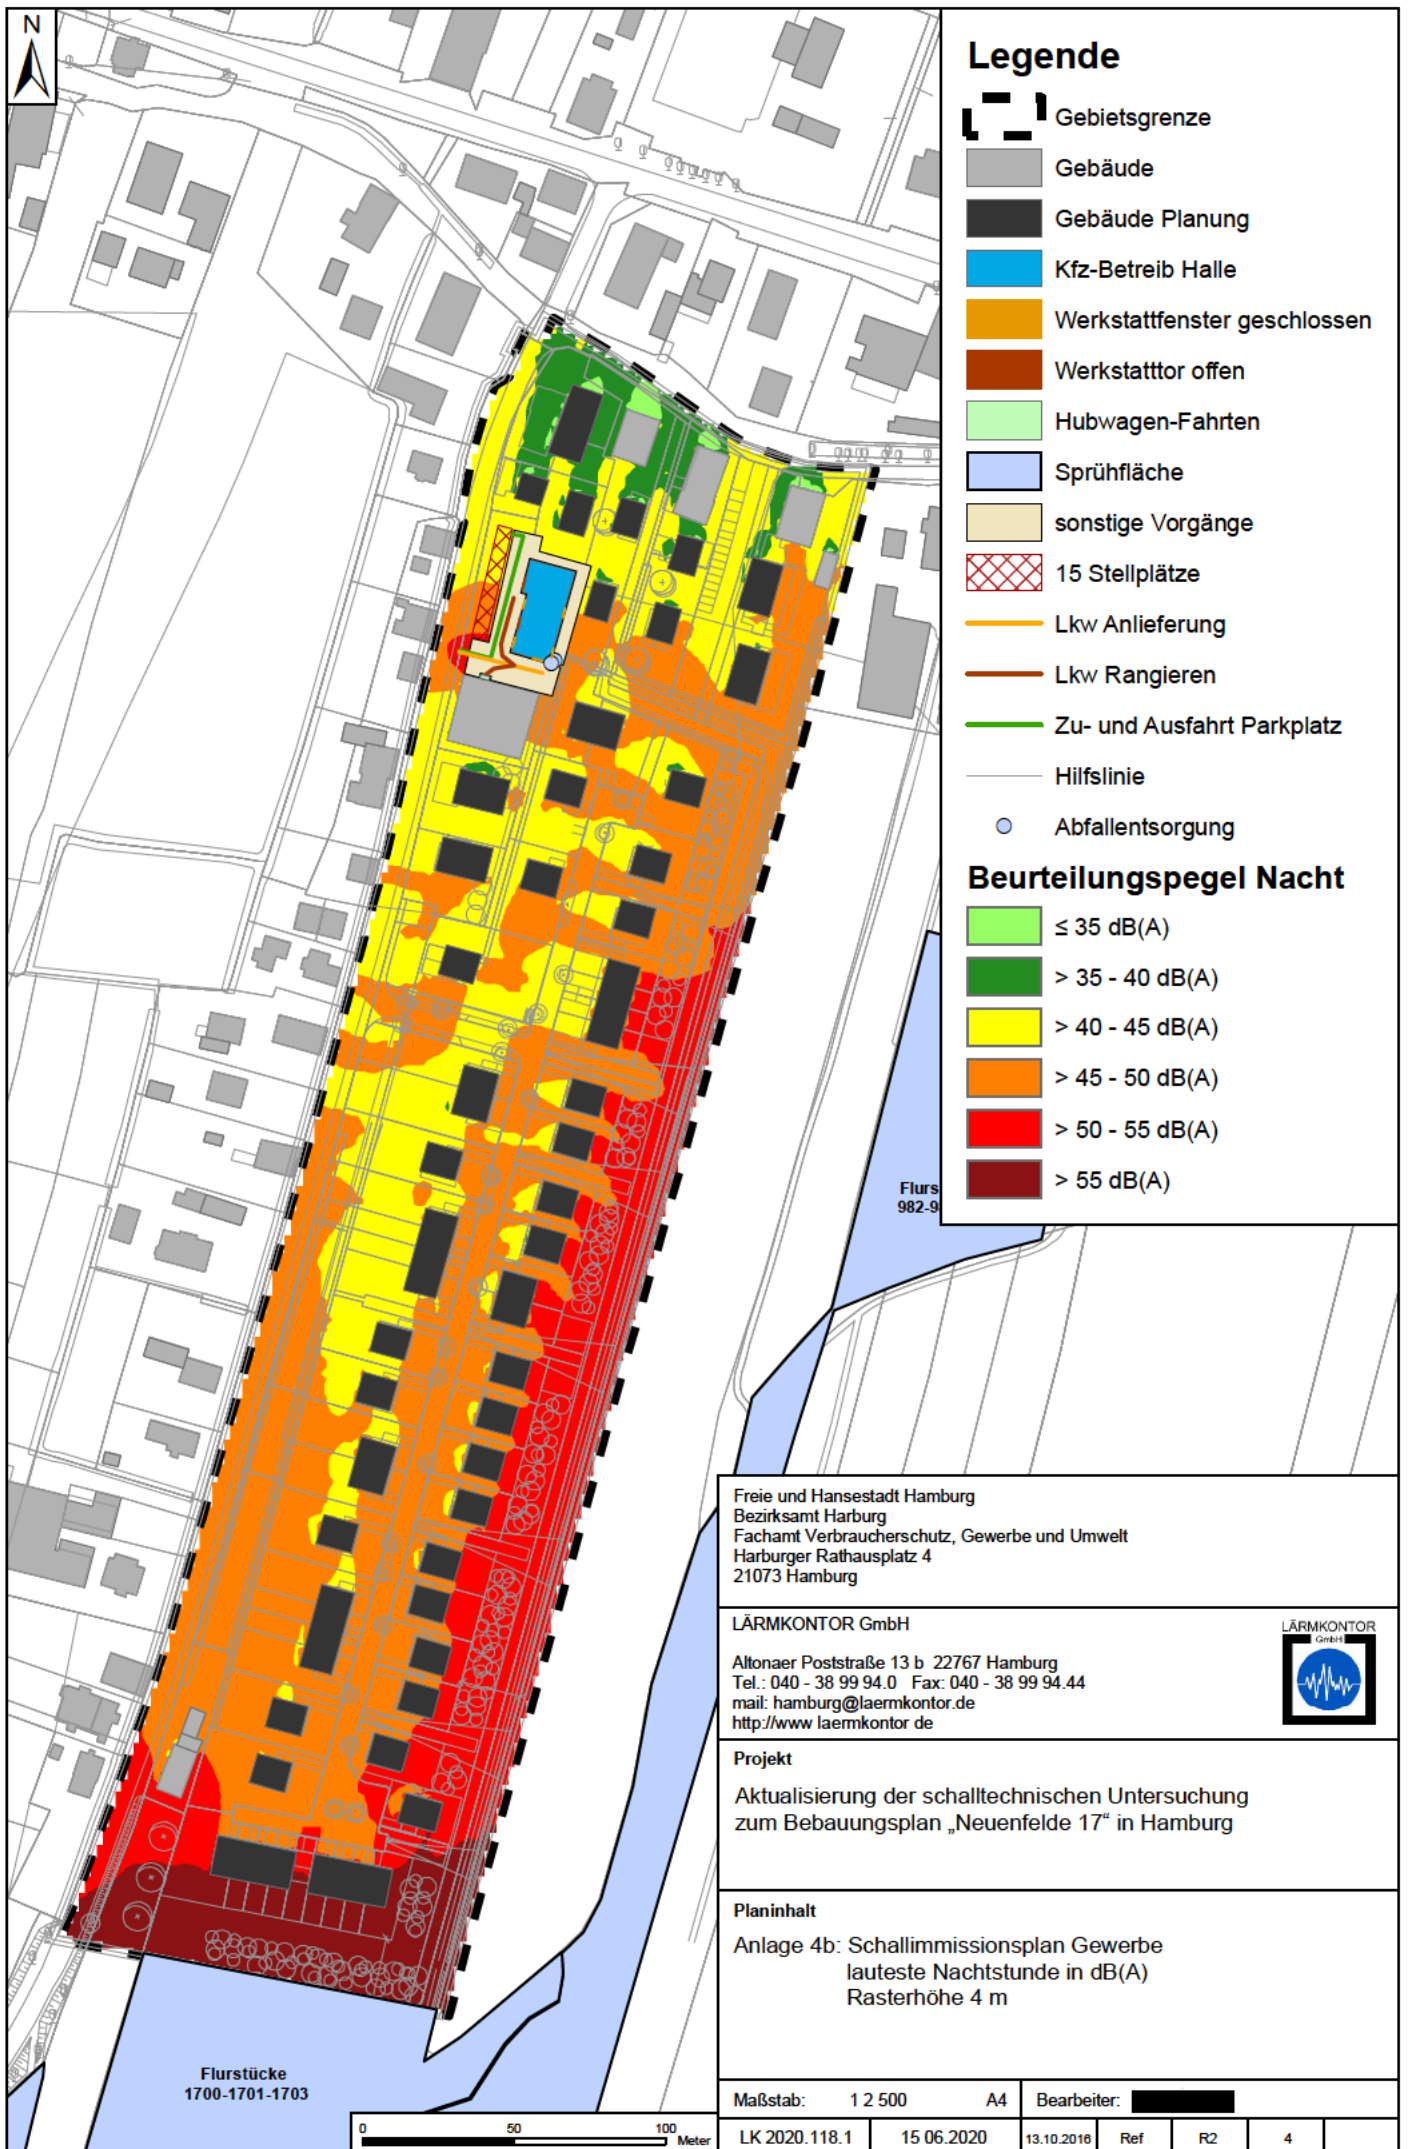 N
Legende
Gebietsgrenze
Gebäude
Gebäude Planung
Kfz-Betreib Halle
Werkstattfenster geschlossen
Werkstatttor offen
Hubwagen-Fahrten
Sprühfläche
sonstige Vorgänge
15 Stellplätze
Lkw Anlieferung
Lkw Rangieren
Zu- und Ausfahrt Parkplatz
Hilfslinie
Abfallentsorgung
Beurteilungspegel Nacht
≤ 35 dB(A)
> 35 - 40 dB(A)
> 40 - 45 dB(A)
> 45 - 50 dB(A)
> 50 - 55 dB(A)
> 55 dB(A)
Flurs
982-9
Freie und Hansestadt Hamburg
Bezirksamt Harburg
Fachamt Verbraucherschutz, Gewerbe und Umwelt
Harburger Rathausplatz 4
21073 Hamburg
LÄRMKONTOR GmbH
Altonaer Poststraße 13 b 22767 Hamburg
Tel.: 040 - 38 99 94.0 Fax: 040 - 38 99 94.44
mail: hamburg@laermkontor.de
http://www laermkontor de
LÄRMKONTOR
GmbH
Projekt
Aktualisierung der schalltechnischen Untersuchung
zum Bebauungsplan „Neuenfelde 17“ in Hamburg
Planinhalt
Anlage 4b: Schallimmissionsplan Gewerbe
lauteste Nachtstunde in dB(A)
Rasterhöhe 4 m
Flurstücke
1700-1701-1703
0 50 100
Meter
Maßstab: 1 2 500 A4 Bearbeiter:
LK 2020.118.1 15 06.2020 13.10.2016 Ref R2 4